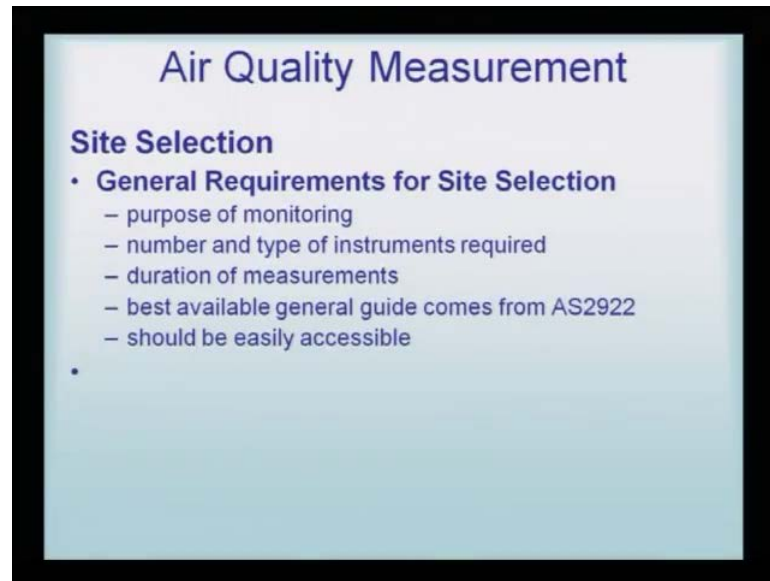 Air Quality Measurement
Site Selection
• General Requirements for Site Selection
– purpose of monitoring
– number and type of instruments required
– duration of measurements
– best available general guide comes from AS2922
– should be easily accessible
•